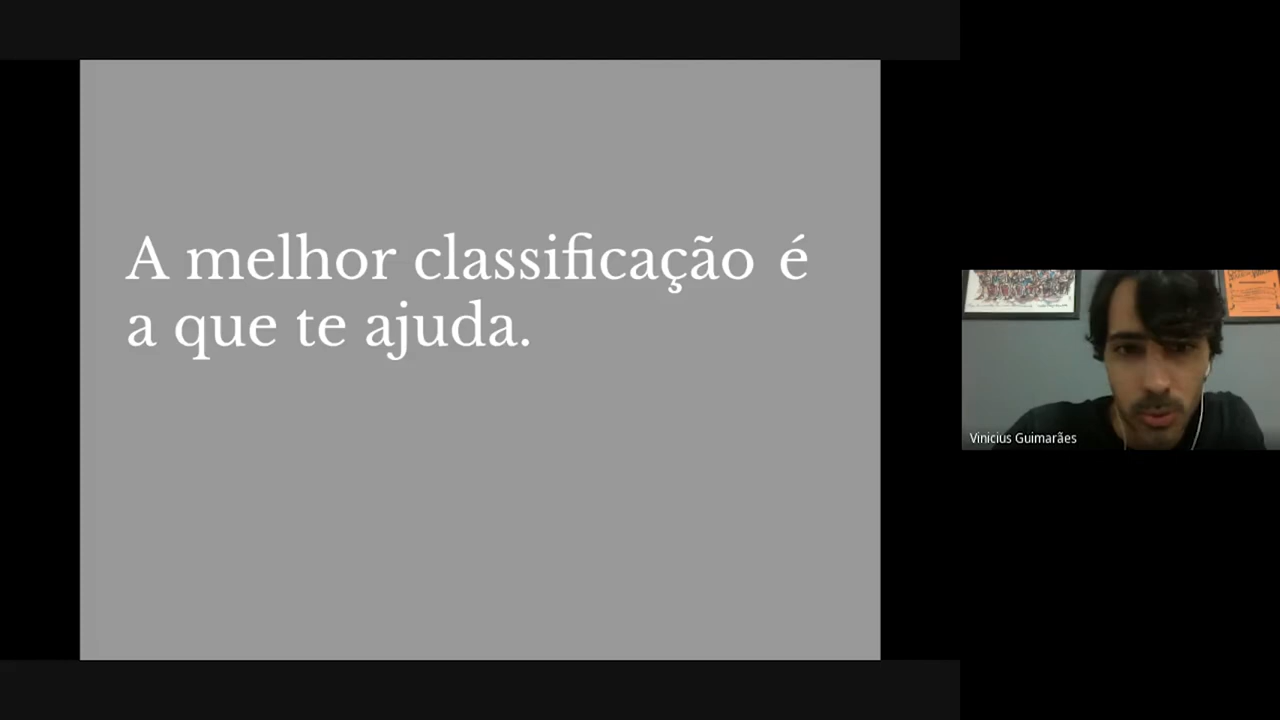 A melhor classificação é
a que te ajuda.
Vinicius Guimarães